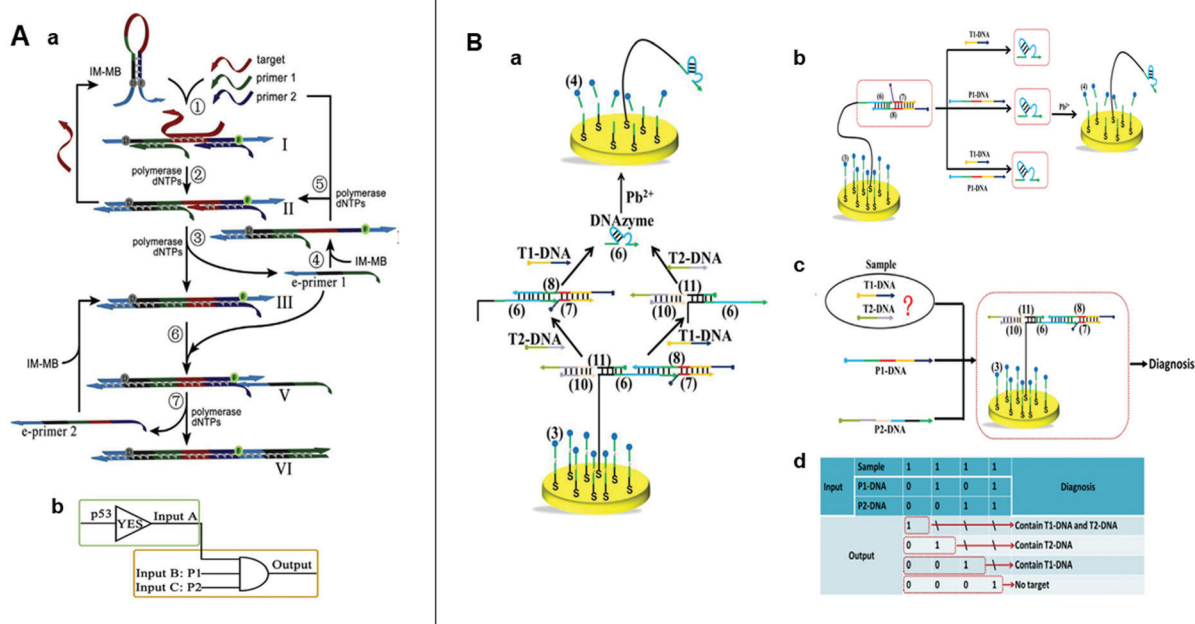 A
a
IM-MB
target
primer 1
primer 2
①
I
polymerase
dNTPs
②
⑤
polymerase
dNTPs
II
polymerase
dNTPs
③
④
IM-MB
e-primer 1
III
⑥
IM-MB
V
⑦
polymerase
dNTPs
e-primer 2
VI
b
p53
YES
Input A
Input B: P1
Input C: P2
Output
B
a
(4)
S S S S S S S
Pb²⁺
DNAzyme
(6)
T1-DNA
T2-DNA
(8)
(11)
(6)
(7)
(10)
(6)
T2-DNA
T1-DNA
(11)
(8)
(10)
(6)
(7)
(3)
S S S S S S S
b
T1-DNA
(6)
(7)
(8)
P1-DNA
Pb²⁺
(4)
(3)
T1-DNA
P1-DNA
c
Sample
T1-DNA
T2-DNA
?
P1-DNA
P2-DNA
(11)
(8)
(10)
(6)
(7)
(3)
Diagnosis
d
Input
Sample 1 1 1 1
P1-DNA 0 1 0 1
P2-DNA 0 0 1 1
Diagnosis
Output
1 \ \ \ Contain T1-DNA and T2-DNA
0 1 \ \ Contain T2-DNA
0 0 1 \ Contain T1-DNA
0 0 0 1 No target